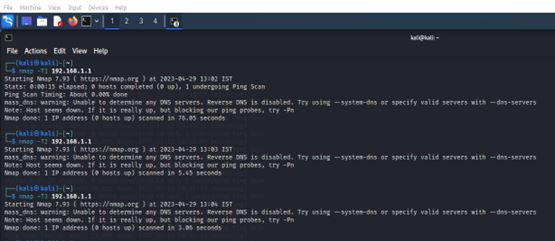 File Machine View Input Devices Help
1 2 3 4
kali@kali: ~
File Actions Edit View Help
(kali㉿kali)-[~]
$ nmap -T1 192.168.1.1
Starting Nmap 7.93 ( https://nmap.org ) at 2023-04-29 13:02 IST
Stats: 0:00:15 elapsed; 0 hosts completed (0 up), 1 undergoing Ping Scan
Ping Scan Timing: About 0.00% done
mass_dns: warning: Unable to determine any DNS servers. Reverse DNS is disabled. Try using --system-dns or specify valid servers with --dns-servers
Note: Host seems down. If it is really up, but blocking our ping probes, try -Pn
Nmap done: 1 IP address (0 hosts up) scanned in 76.05 seconds
(kali㉿kali)-[~]
$ nmap -T2 192.168.1.1
Starting Nmap 7.93 ( https://nmap.org ) at 2023-04-29 13:03 IST
mass_dns: warning: Unable to determine any DNS servers. Reverse DNS is disabled. Try using --system-dns or specify valid servers with --dns-servers
Note: Host seems down. If it is really up, but blocking our ping probes, try -Pn
Nmap done: 1 IP address (0 hosts up) scanned in 5.45 seconds
(kali㉿kali)-[~]
$ nmap -T3 192.168.1.1
Starting Nmap 7.93 ( https://nmap.org ) at 2023-04-29 13:04 IST
mass_dns: warning: Unable to determine any DNS servers. Reverse DNS is disabled. Try using --system-dns or specify valid servers with --dns-servers
Note: Host seems down. If it is really up, but blocking our ping probes, try -Pn
Nmap done: 1 IP address (0 hosts up) scanned in 3.06 seconds